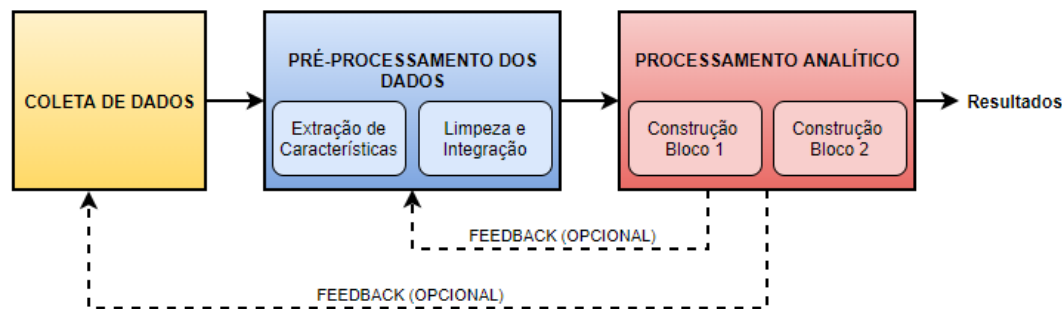 COLETA DE DADOS
PRÉ-PROCESSAMENTO DOS
DADOS
Extração de
Características
Limpeza e
Integração
PROCESSAMENTO ANALÍTICO
Construção
Bloco 1
Construção
Bloco 2
Resultados
FEEDBACK (OPCIONAL)
FEEDBACK (OPCIONAL)